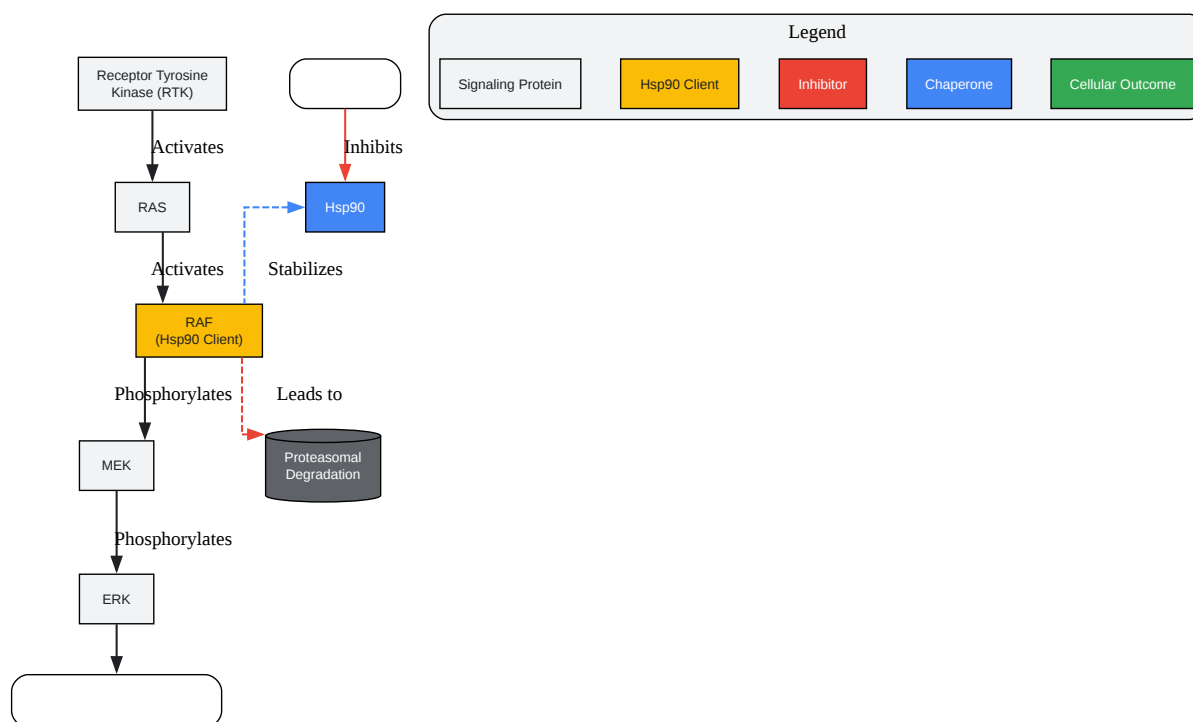 Legend
Signaling Protein
Hsp90 Client
Inhibitor
Chaperone
Cellular Outcome
Receptor Tyrosine
Kinase (RTK)
Activates
Inhibits
RAS
Hsp90
Activates
Stabilizes
RAF
(Hsp90 Client)
Phosphorylates
Leads to
MEK
Proteasomal
Degradation
Phosphorylates
ERK